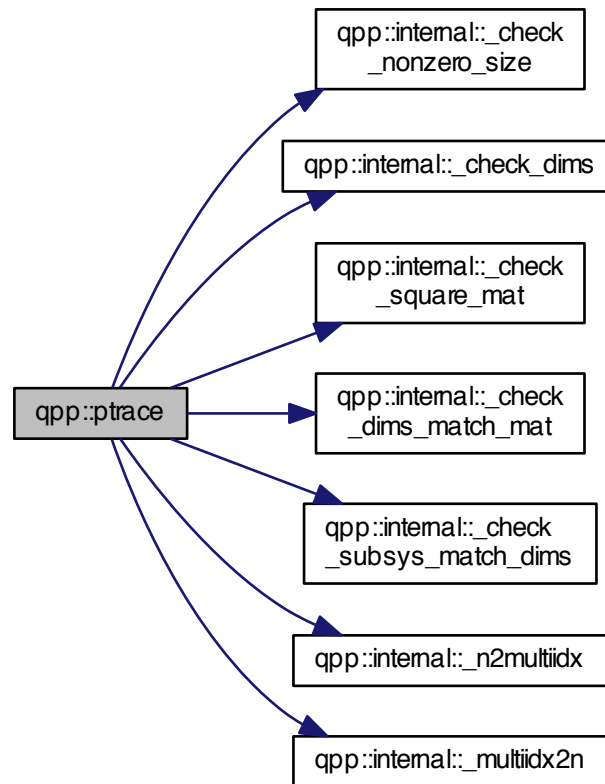 qpp::internal::_check
_nonzero_size
qpp::internal::_check_dims
qpp::internal::_check
_square_mat
qpp::ptrace
qpp::internal::_check
_dims_match_mat
qpp::internal::_check
_subsys_match_dims
qpp::internal::_n2multiidx
qpp::internal::_multiidx2n